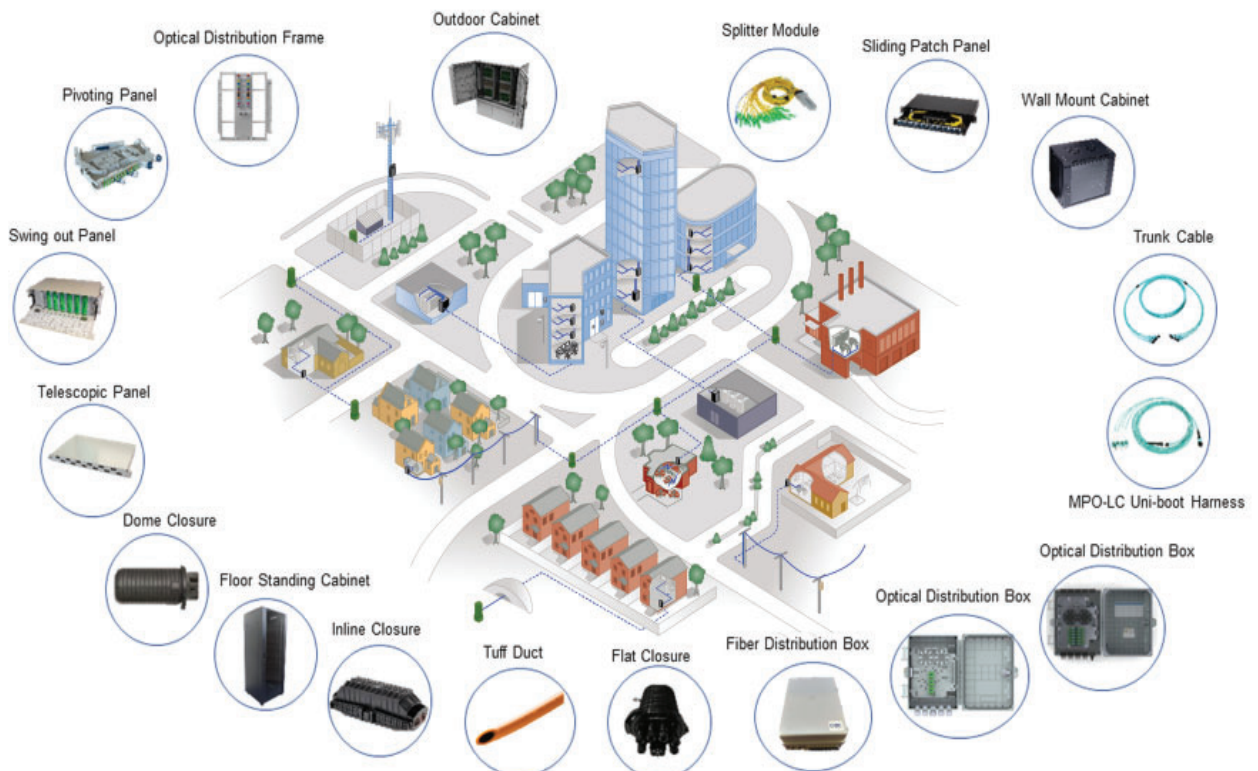 Outdoor Cabinet
Optical Distribution Frame
Splitter Module
Sliding Patch Panel
Pivoting Panel
Wall Mount Cabinet
Swing out Panel
Trunk Cable
Telescopic Panel
MPO-LC Uni-boot Harness
Dome Closure
Optical Distribution Box
Floor Standing Cabinet
Optical Distribution Box
Inline Closure
Tuff Duct
Flat Closure
Fiber Distribution Box